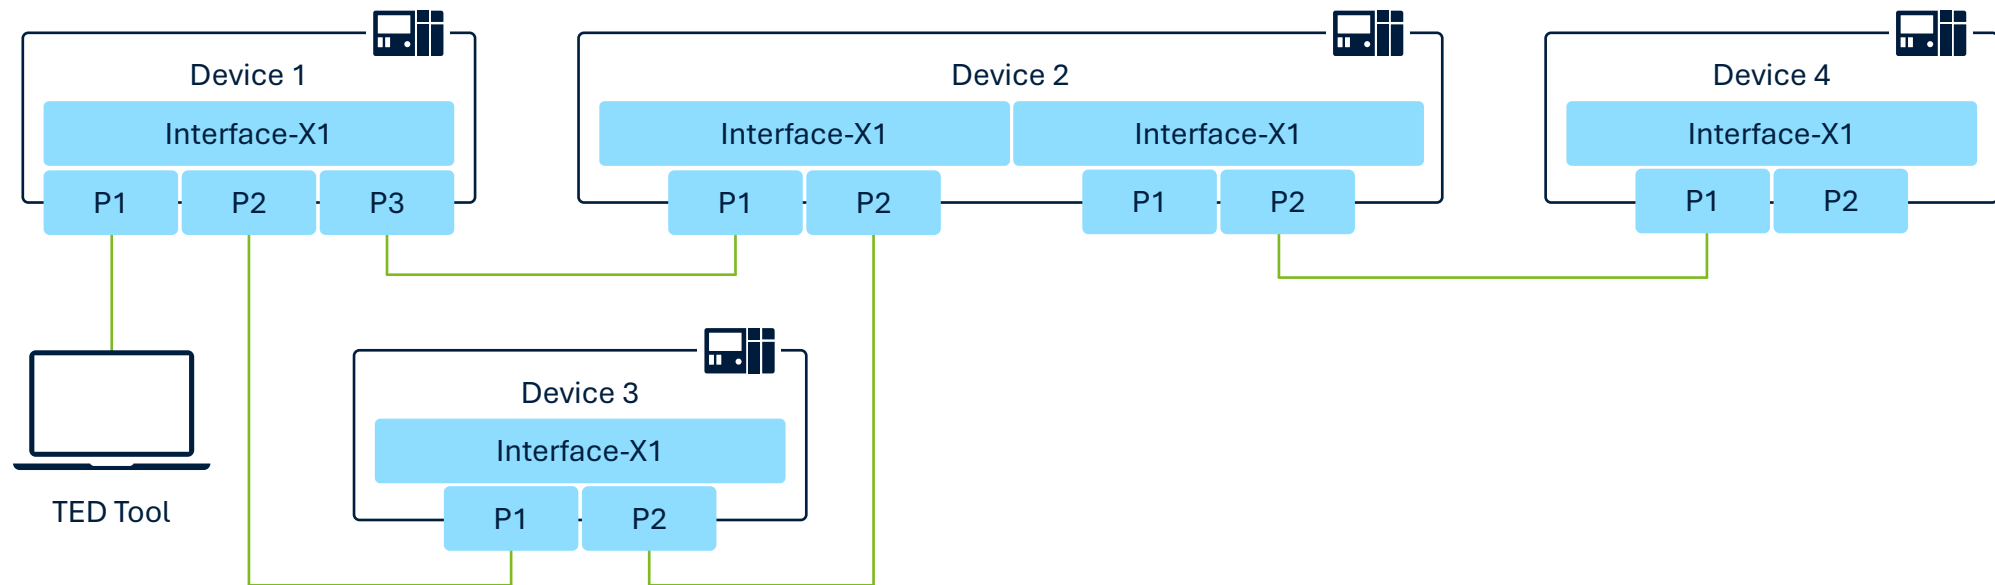 Device 1
Interface-X1
P1 P2 P3
Device 2
Interface-X1 Interface-X1
P1 P2 P1 P2
Device 4
Interface-X1
P1 P2
Device 3
Interface-X1
P1 P2
TED Tool